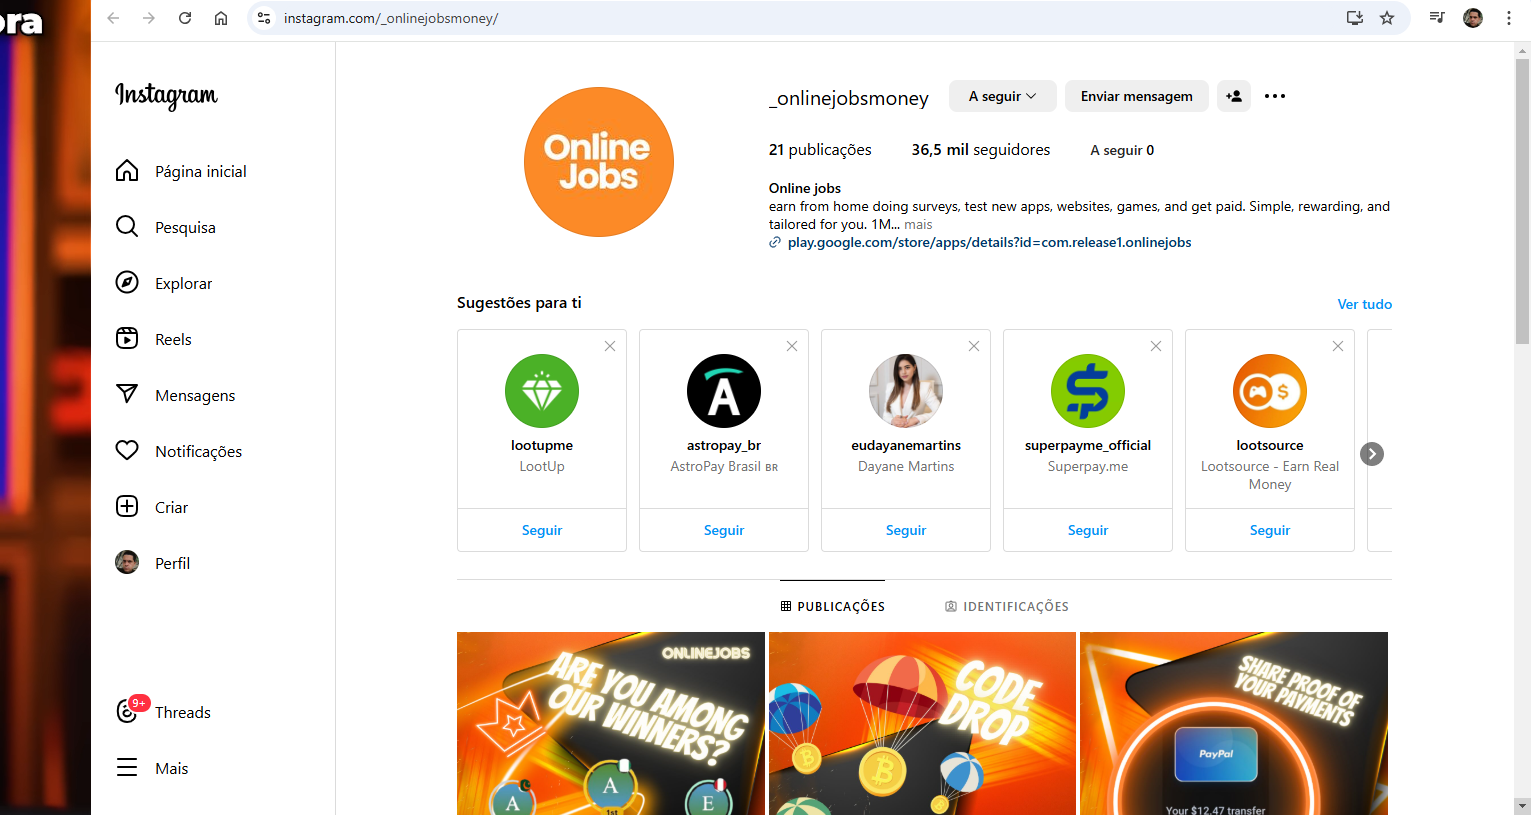 ora
instagram.com/_onlinejobsmoney/
Instagram
Página inicial
Pesquisa
Explorar
Reels
Mensagens
Notificações
Criar
Perfil
9+
Threads
Mais
Online
Jobs
_onlinejobsmoney
A seguir
Enviar mensagem
21 publicações
36,5 mil seguidores
A seguir 0
Online jobs
earn from home doing surveys, test new apps, websites, games, and get paid. Simple, rewarding, and
tailored for you. 1M... mais
play.google.com/store/apps/details?id=com.release1.onlinejobs
Sugestões para ti
Ver tudo
lootupme
LootUp
Seguir
A
astropay_br
AstroPay Brasil BR
Seguir
eudayanemartins
Dayane Martins
Seguir
superpayme_official
Superpay.me
Seguir
$
lootsource
Lootsource - Earn Real
Money
Seguir
PUBLICAÇÕES
IDENTIFICAÇÕES
ONLINEJOBS
ARE YOU AMONG
OUR WINNERS?
A
A
1st
E
CODE
DROP
SHARE PROOF OF
YOUR PAYMENTS
PayPal
Your $12.47 transfer